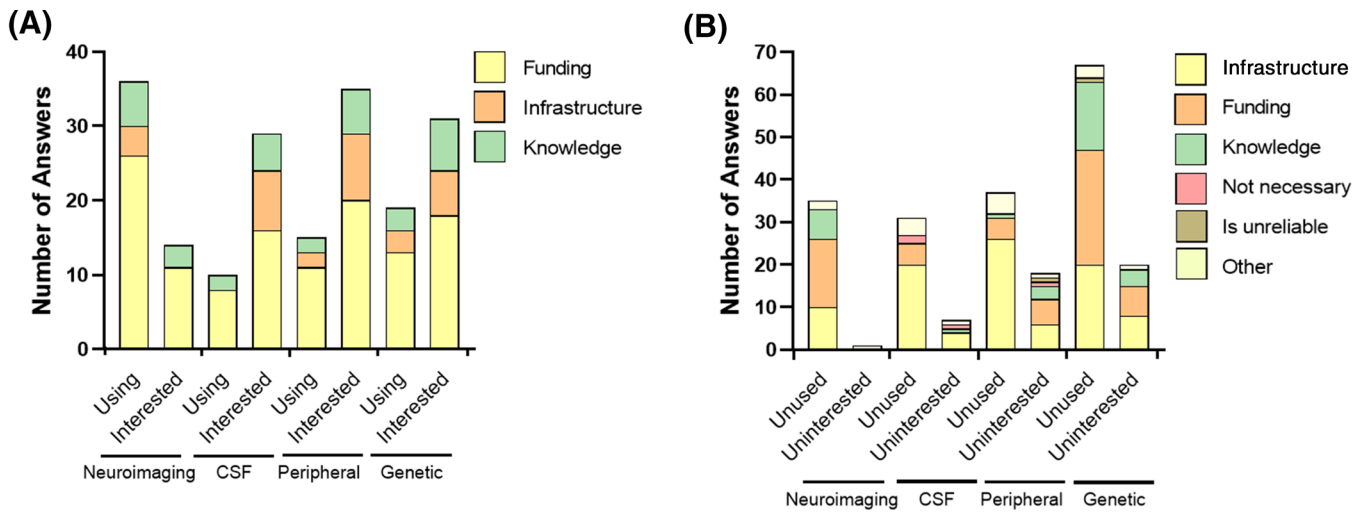 (A)
40
30
20
10
0
Number of Answers
Funding
Infrastructure
Knowledge
Using
Interested
Using
Interested
Using
Interested
Using
Interested
Neuroimaging
CSF
Peripheral
Genetic
(B)
70
60
50
40
30
20
10
0
Number of Answers
Infrastructure
Funding
Knowledge
Not necessary
Is unreliable
Other
Unused
Uninterested
Unused
Uninterested
Unused
Uninterested
Unused
Uninterested
Neuroimaging
CSF
Peripheral
Genetic